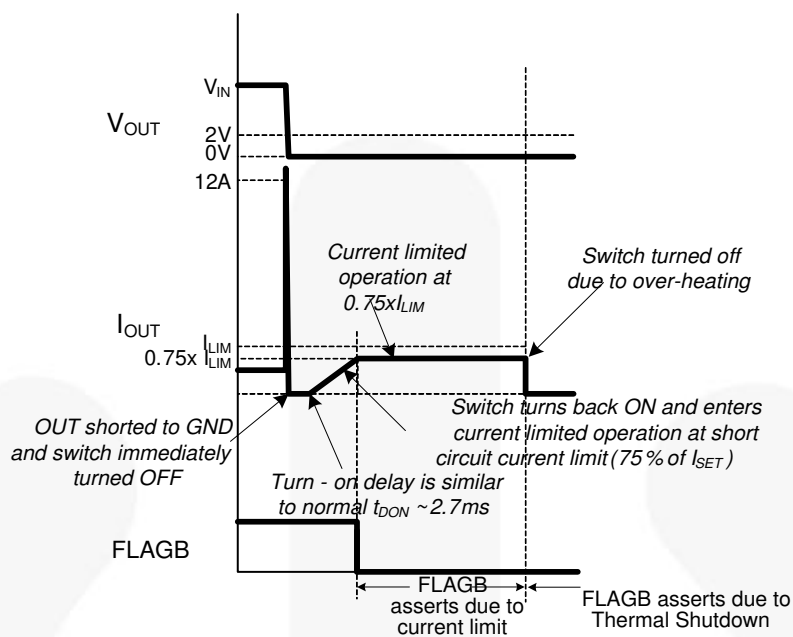 V_IN
V_OUT
2V
0V
12A
Current limited
operation at
0.75xI_LIM
Switch turned off
due to over-heating
I_OUT
I_LIM
0.75x I_LIM
OUT shorted to GND
and switch immediately
turned OFF
Switch turns back ON and enters
current limited operation at short
circuit current limit (75% of I_SET)
Turn - on delay is similar
to normal t_DON ~2.7ms
FLAGB
FLAGB
asserts due to
current limit
FLAGB asserts due to
Thermal Shutdown